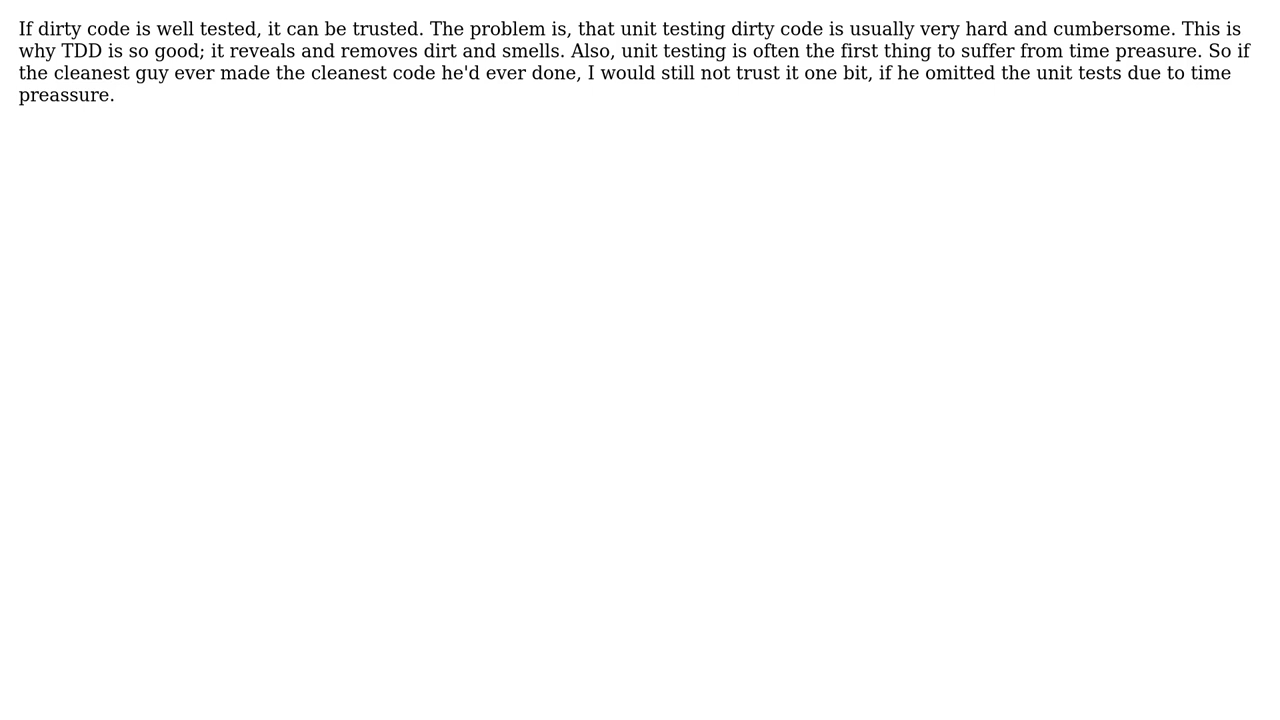 If dirty code is well tested, it can be trusted. The problem is, that unit testing dirty code is usually very hard and cumbersome. This is
why TDD is so good; it reveals and removes dirt and smells. Also, unit testing is often the first thing to suffer from time preasure. So if
the cleanest guy ever made the cleanest code he'd ever done, I would still not trust it one bit, if he omitted the unit tests due to time
preassure.